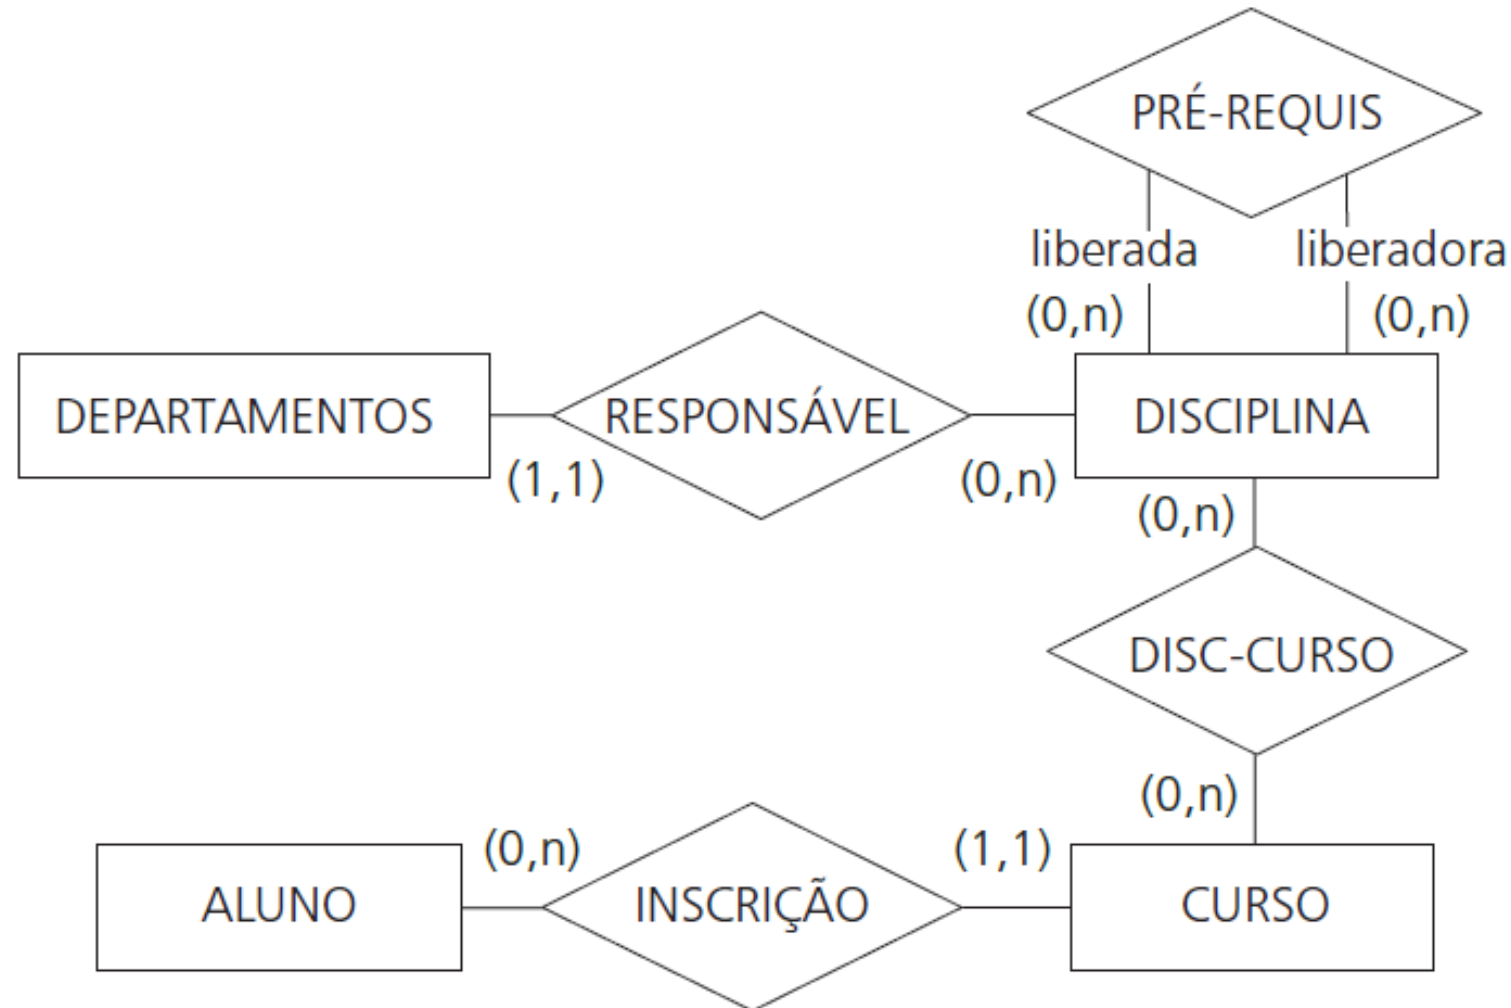 PRÉ-REQUIS
liberada
liberadora
(0,n)
(0,n)
DEPARTAMENTOS
RESPONSÁVEL
DISCIPLINA
(1,1)
(0,n)
(0,n)
DISC-CURSO
(0,n)
(0,n)
(1,1)
ALUNO
INSCRIÇÃO
CURSO